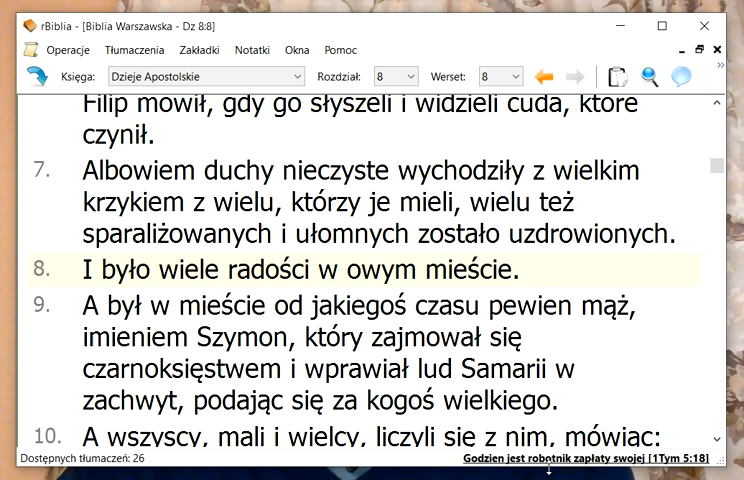 rBiblia - [Biblia Warszawska - Dz 8:8]
Operacje Tłumaczenia Zakładki Notatki Okna Pomoc
Księga: Dzieje Apostolskie Rozdział: 8 Werset: 8
Filip mówił, gdy go słyszeli i widzieli cuda, które
czynił.
7. Albowiem duchy nieczyste wychodziły z wielkim
krzykiem z wielu, którzy je mieli, wielu też
sparaliżowanych i ułomnych zostało uzdrowionych.
8. I było wiele radości w owym mieście.
9. A był w mieście od jakiegoś czasu pewien mąż,
imieniem Szymon, który zajmował się
czarnoksięstwem i wprawiał lud Samarii w
zachwyt, podając się za kogoś wielkiego.
10. A wszyscy, mali i wielcy, liczyli się z nim, mówiąc:
Dostępnych tłumaczeń: 26 Godzien jest robotnik zapłaty swojej [1Tym 5:18]